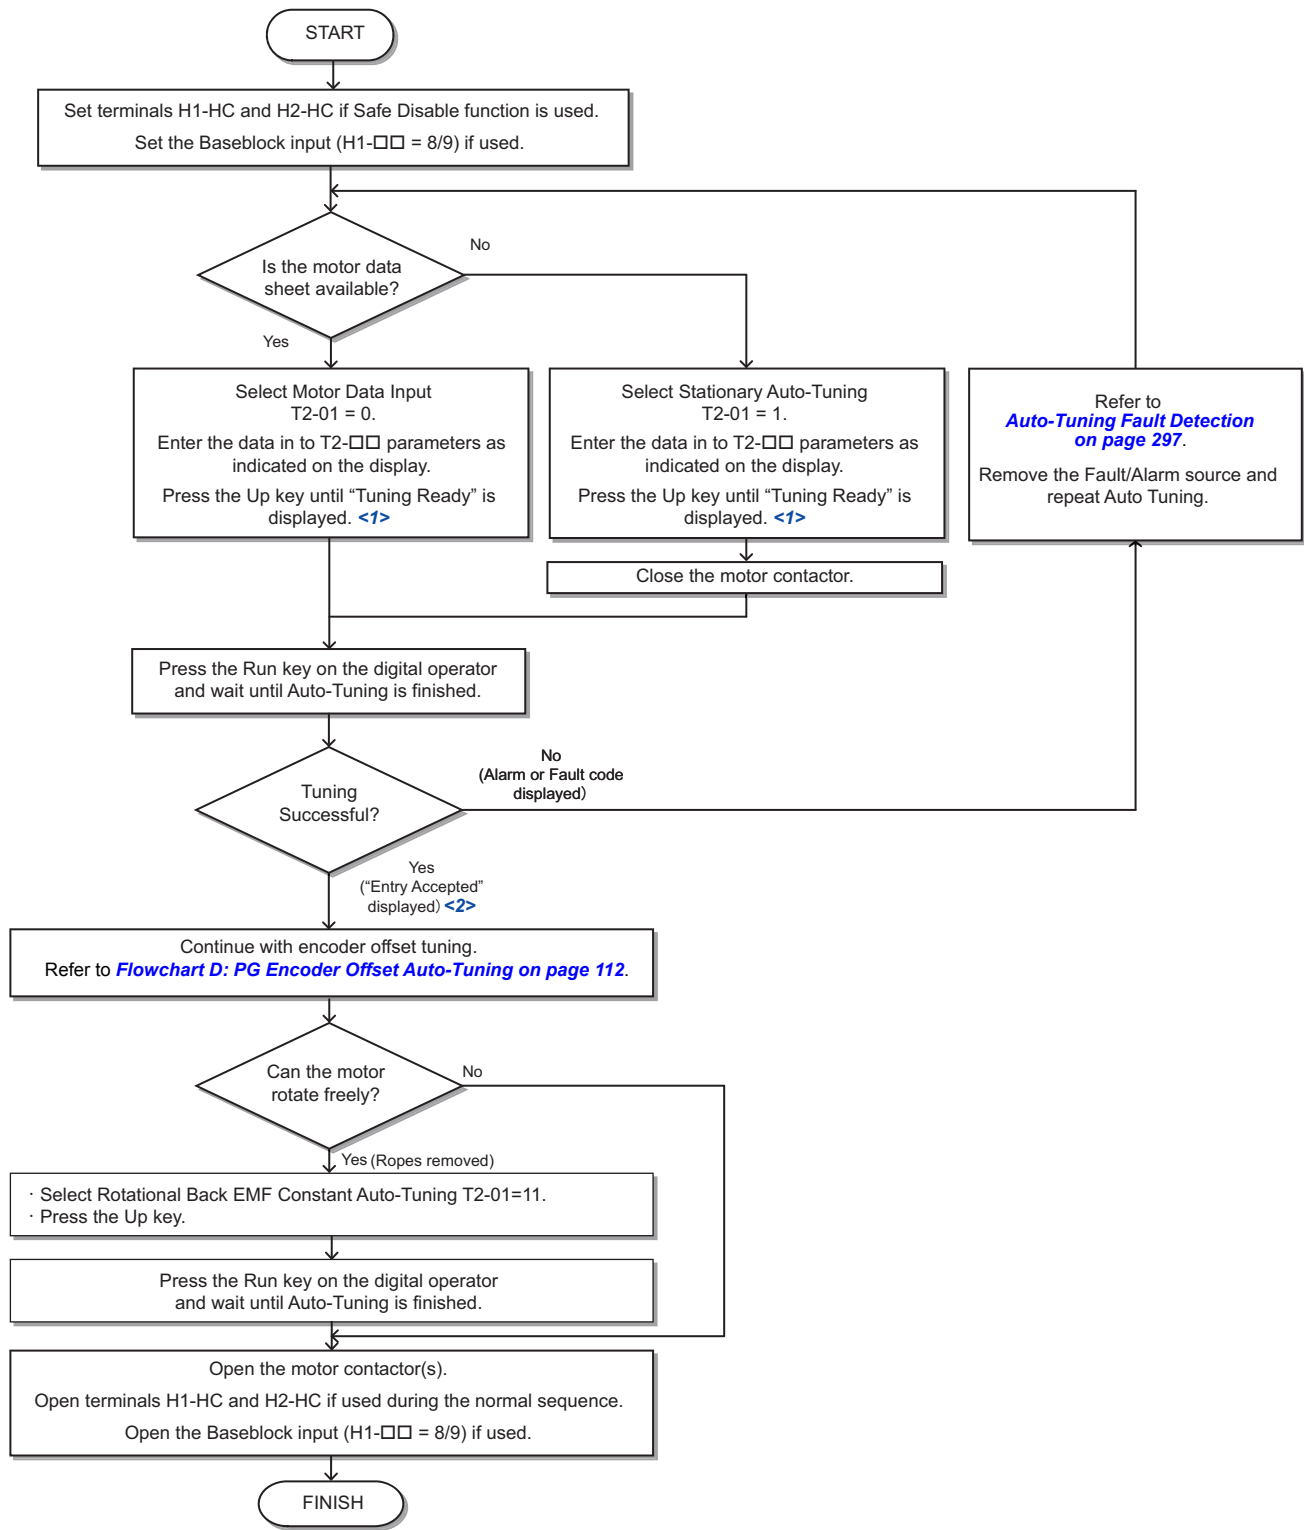 START
Set terminals H1-HC and H2-HC if Safe Disable function is used.
Set the Baseblock input (H1-□□ = 8/9) if used.
No
Is the motor data
sheet available?
Yes
Select Motor Data Input
T2-01 = 0.
Enter the data in to T2-□□ parameters as
indicated on the display.
Press the Up key until “Tuning Ready” is
displayed. <1>
Select Stationary Auto-Tuning
T2-01 = 1.
Enter the data in to T2-□□ parameters as
indicated on the display.
Press the Up key until “Tuning Ready” is
displayed. <1>
Refer to
Auto-Tuning Fault Detection
on page 297.
Remove the Fault/Alarm source and
repeat Auto Tuning.
Close the motor contactor.
Press the Run key on the digital operator
and wait until Auto-Tuning is finished.
No
(Alarm or Fault code
displayed)
Tuning
Successful?
Yes
(“Entry Accepted”
displayed) <2>
Continue with encoder offset tuning.
Refer to Flowchart D: PG Encoder Offset Auto-Tuning on page 112.
Can the motor
rotate freely?
No
Yes (Ropes removed)
· Select Rotational Back EMF Constant Auto-Tuning T2-01=11.
· Press the Up key.
Press the Run key on the digital operator
and wait until Auto-Tuning is finished.
Open the motor contactor(s).
Open terminals H1-HC and H2-HC if used during the normal sequence.
Open the Baseblock input (H1-□□ = 8/9) if used.
FINISH